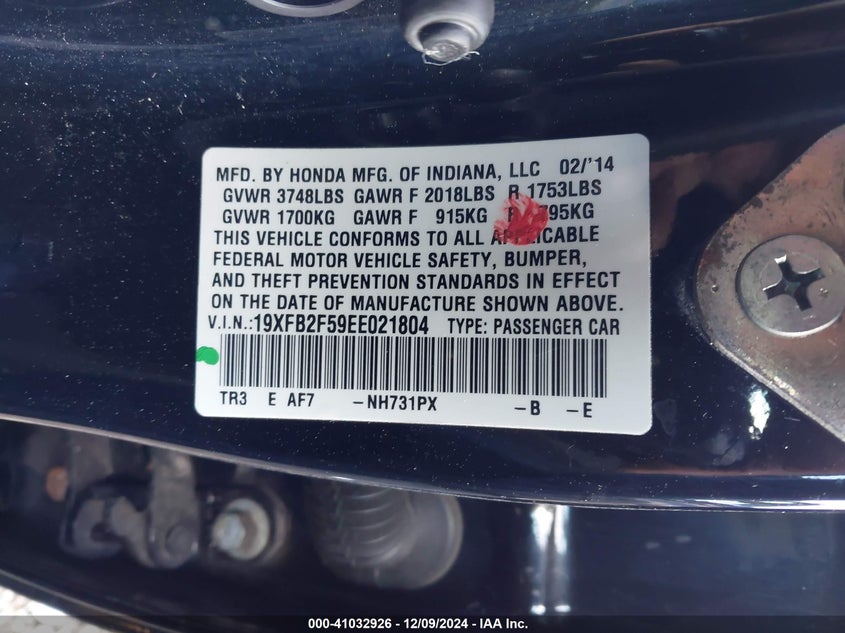 MFD. BY HONDA MFG. OF INDIANA, LLC 02/'14
GVWR 3748LBS GAWR F 2018LBS R 1753LBS
GVWR 1700KG GAWR F 915KG R 795KG
THIS VEHICLE CONFORMS TO ALL APPLICABLE
FEDERAL MOTOR VEHICLE SAFETY, BUMPER,
AND THEFT PREVENTION STANDARDS IN EFFECT
ON THE DATE OF MANUFACTURE SHOWN ABOVE.
V.I.N.:19XFB2F59EE021804 TYPE: PASSENGER CAR
TR3 E AF7 -NH731PX -B -E
000-41032926 - 12/09/2024 - IAA Inc.